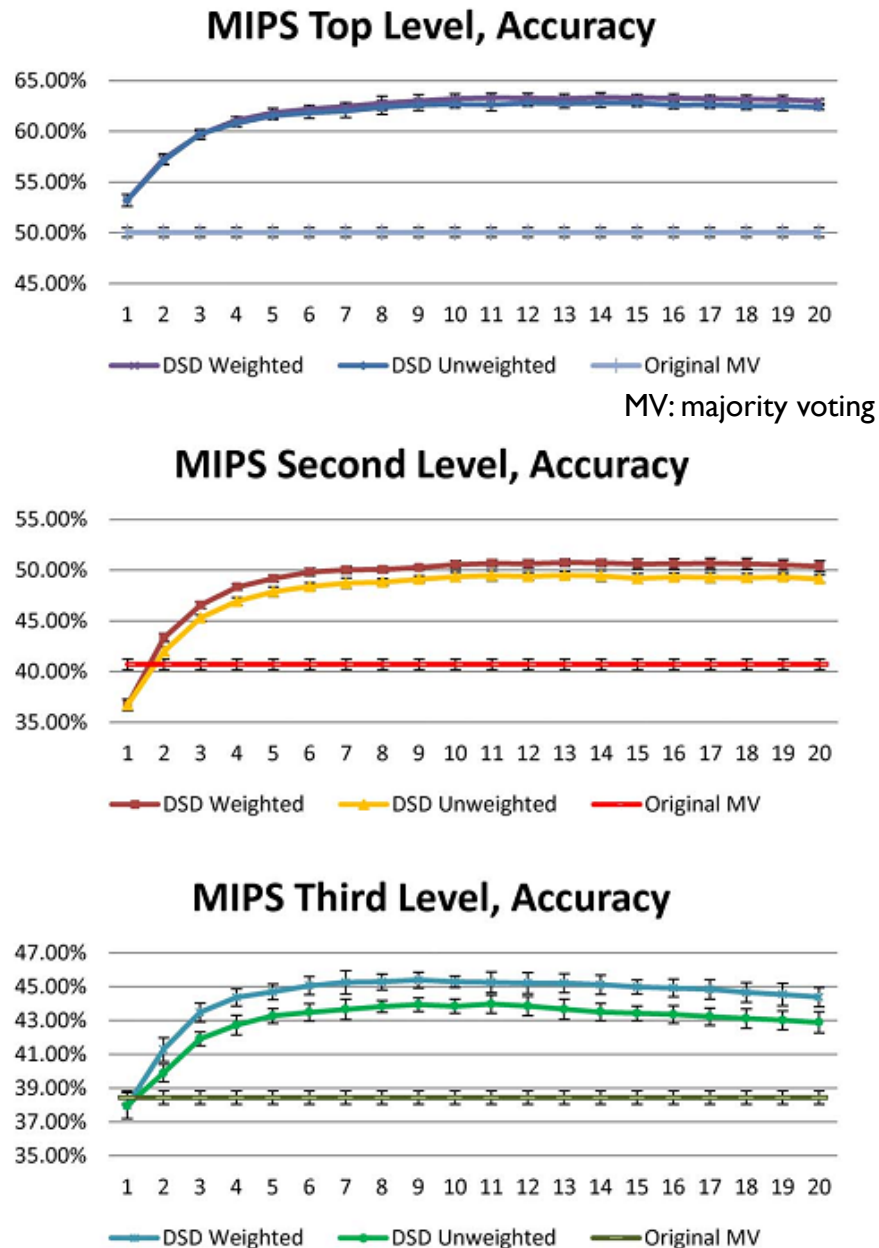 MIPS Top Level, Accuracy
65.00%
60.00%
55.00%
50.00%
45.00%
1 2 3 4 5 6 7 8 9 10 11 12 13 14 15 16 17 18 19 20
DSD Weighted DSD Unweighted Original MV
MV: majority voting
MIPS Second Level, Accuracy
55.00%
50.00%
45.00%
40.00%
35.00%
1 2 3 4 5 6 7 8 9 10 11 12 13 14 15 16 17 18 19 20
DSD Weighted DSD Unweighted Original MV
MIPS Third Level, Accuracy
47.00%
45.00%
43.00%
41.00%
39.00%
37.00%
35.00%
1 2 3 4 5 6 7 8 9 10 11 12 13 14 15 16 17 18 19 20
DSD Weighted DSD Unweighted Original MV